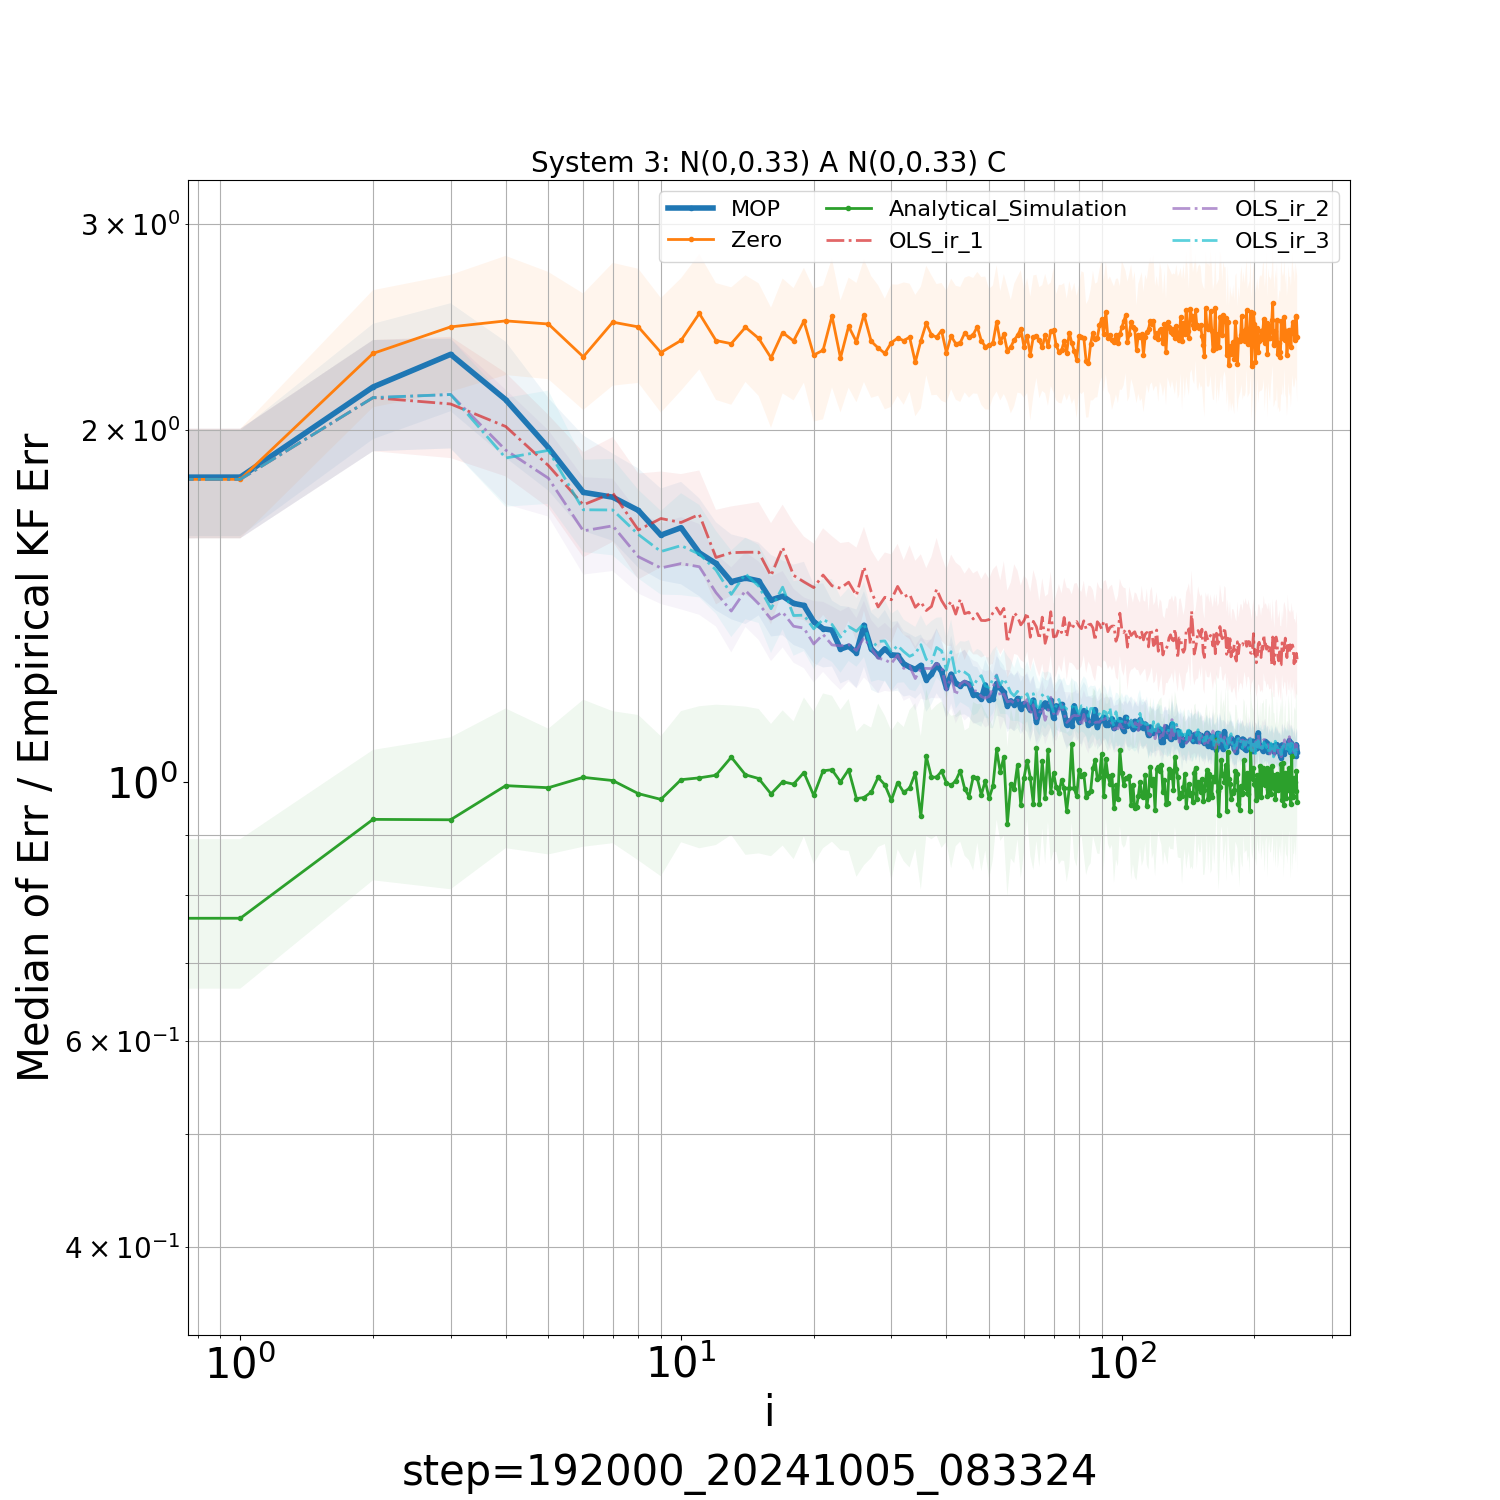 System 3: N(0,0.33) A N(0,0.33) C
MOP
Zero
Analytical_Simulation
OLS_ir_1
OLS_ir_2
OLS_ir_3
Median of Err / Empirical KF Err
3 × 10⁰
2 × 10⁰
10⁰
6 × 10⁻¹
4 × 10⁻¹
10⁰ 10¹ 10²
i
step=192000_20241005_083324